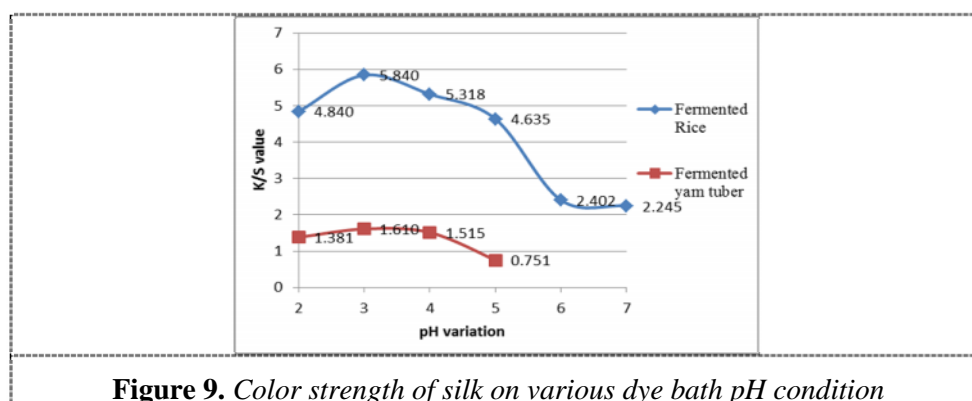 7
6
5
4
3
2
1
0
K/S value
4.840
5.840
5.318
4.635
2.402
2.245
1.381
1.610
1.515
0.751
2 3 4 5 6 7
pH variation
Fermented
Rice
Fermented
yam tuber
Figure 9. Color strength of silk on various dye bath pH condition